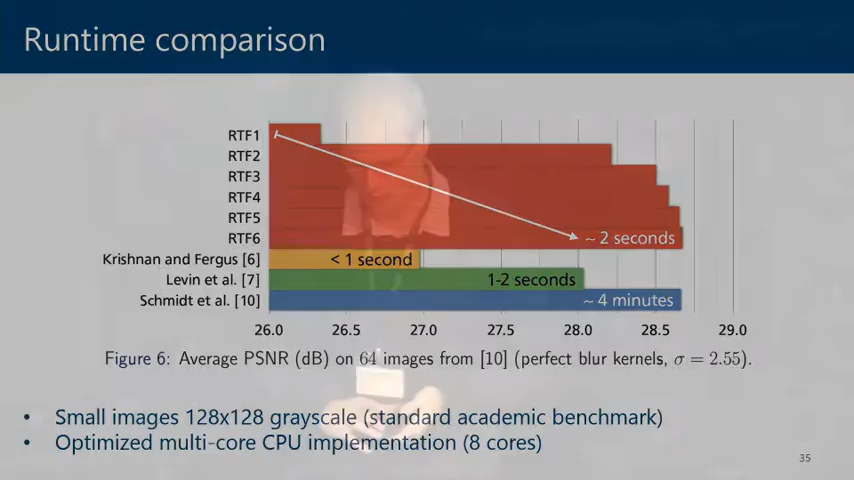 Runtime comparison
RTF1
RTF2
RTF3
RTF4
RTF5
RTF6 ~ 2 seconds
Krishnan and Fergus [6] < 1 second
Levin et al. [7] 1-2 seconds
Schmidt et al. [10] ~ 4 minutes
26.0 26.5 27.0 27.5 28.0 28.5 29.0
Figure 6: Average PSNR (dB) on 64 images from [10] (perfect blur kernels, σ = 2.55).
• Small images 128x128 grayscale (standard academic benchmark)
• Optimized multi-core CPU implementation (8 cores)
35